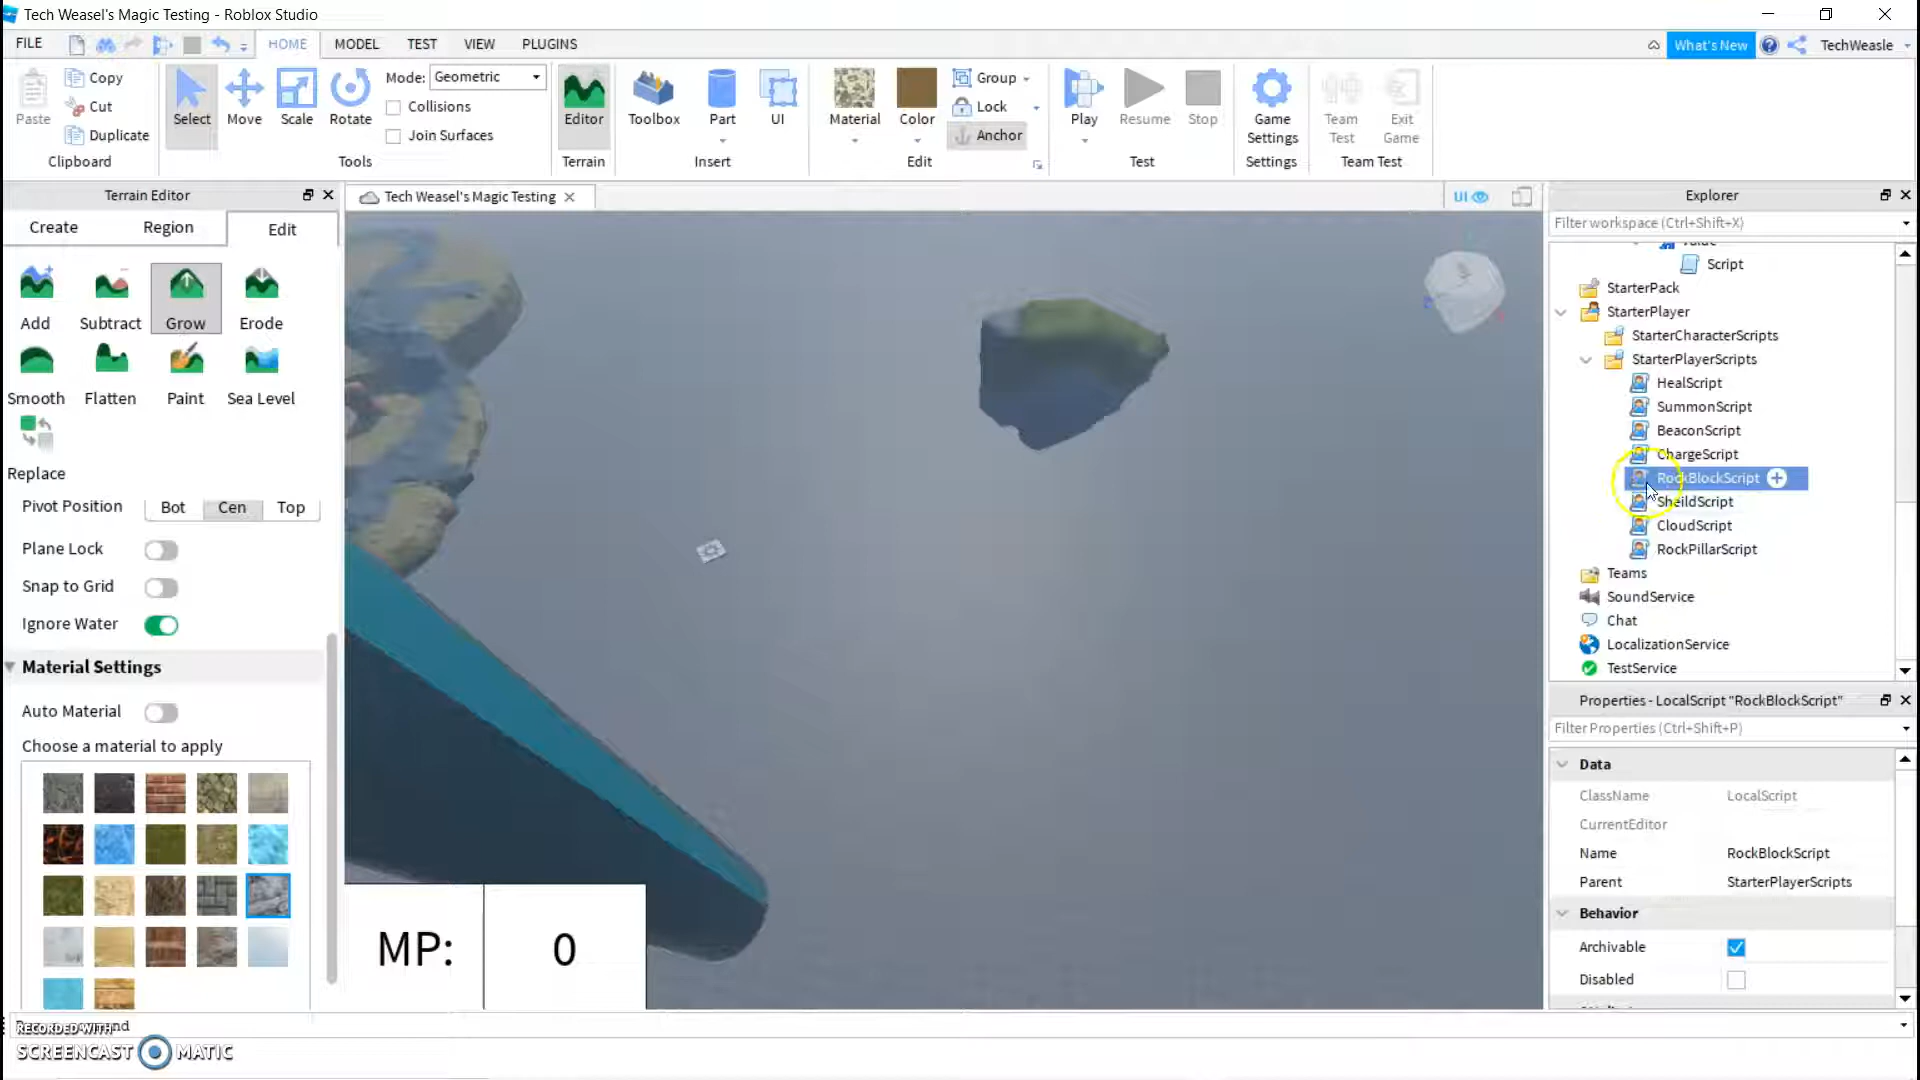 Tech Weasel's Magic Testing - Roblox Studio
FILE HOME MODEL TEST VIEW PLUGINS What's New TechWeasle
Paste Copy Cut Duplicate
Clipboard
Select Move Scale Rotate
Mode: Geometric
Collisions
Join Surfaces
Tools
Editor
Terrain
Toolbox Part UI
Insert
Material Color
Group
Lock
Anchor
Edit
Play Resume Stop
Test
Game Settings
Settings
Team Test Exit Game
Team Test
Terrain Editor
Create Region Edit
Add Subtract Grow Erode
Smooth Flatten Paint Sea Level
Replace
Pivot Position Bot Cen Top
Plane Lock
Snap to Grid
Ignore Water
Material Settings
Auto Material
Choose a material to apply
Tech Weasel's Magic Testing
UI
MP: 0
Explorer
Filter workspace (Ctrl+Shift+X)
Script
StarterPack
StarterPlayer
StarterCharacterScripts
StarterPlayerScripts
HealScript
SummonScript
BeaconScript
ChargeScript
RockBlockScript
SheildScript
CloudScript
RockPillarScript
Teams
SoundService
Chat
LocalizationService
TestService
Properties - LocalScript "RockBlockScript"
Filter Properties (Ctrl+Shift+P)
Data
ClassName LocalScript
CurrentEditor
Name RockBlockScript
Parent StarterPlayerScripts
Behavior
Archivable
Disabled
RECORDED WITH
SCREENCAST MATIC